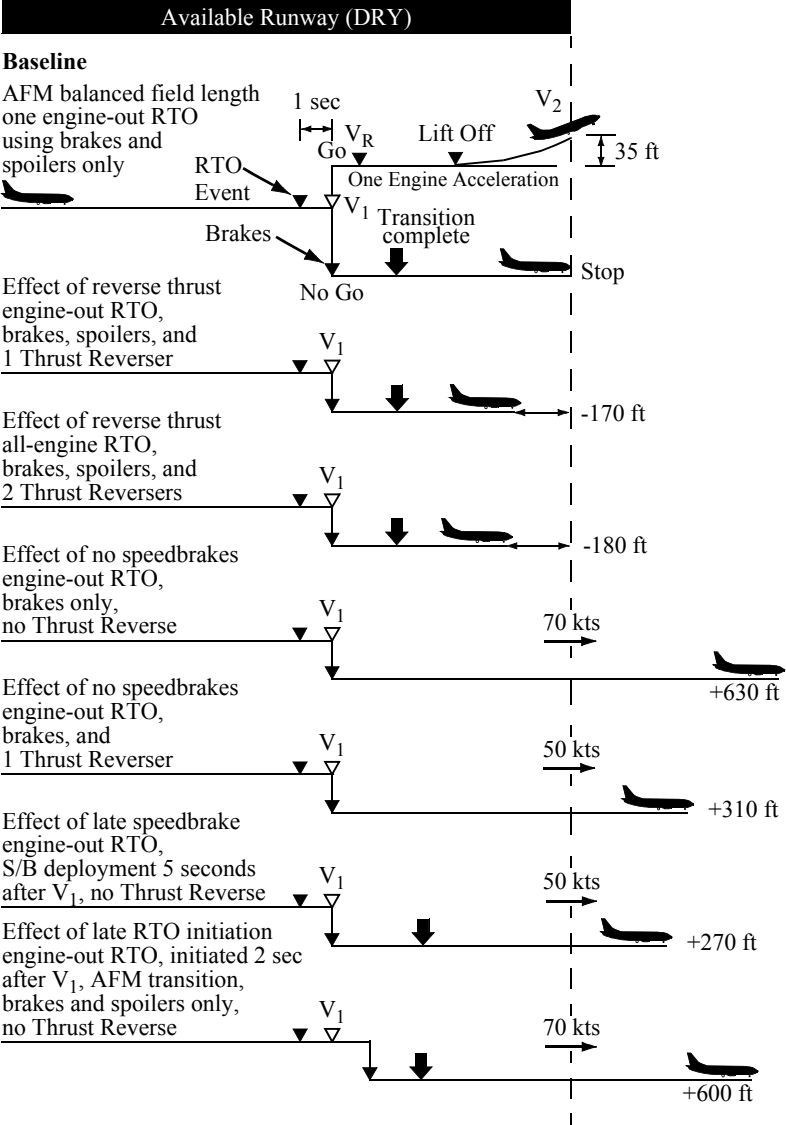 Available Runway (DRY)
Baseline
AFM balanced field length
one engine-out RTO
using brakes and
spoilers only
1 sec
Go
VR
Lift Off
V2
35 ft
One Engine Acceleration
RTO
Event
V1
Transition
complete
Brakes
Stop
No Go
Effect of reverse thrust
engine-out RTO,
brakes, spoilers, and
1 Thrust Reverser
V1
-170 ft
Effect of reverse thrust
all-engine RTO,
brakes, spoilers, and
2 Thrust Reversers
V1
-180 ft
Effect of no speedbrakes
engine-out RTO,
brakes only,
no Thrust Reverse
V1
70 kts
+630 ft
Effect of no speedbrakes
engine-out RTO,
brakes, and
1 Thrust Reverser
V1
50 kts
+310 ft
Effect of late speedbrake
engine-out RTO,
S/B deployment 5 seconds
after V1, no Thrust Reverse
V1
50 kts
+270 ft
Effect of late RTO initiation
engine-out RTO, initiated 2 sec
after V1, AFM transition,
brakes and spoilers only,
no Thrust Reverse
V1
70 kts
+600 ft